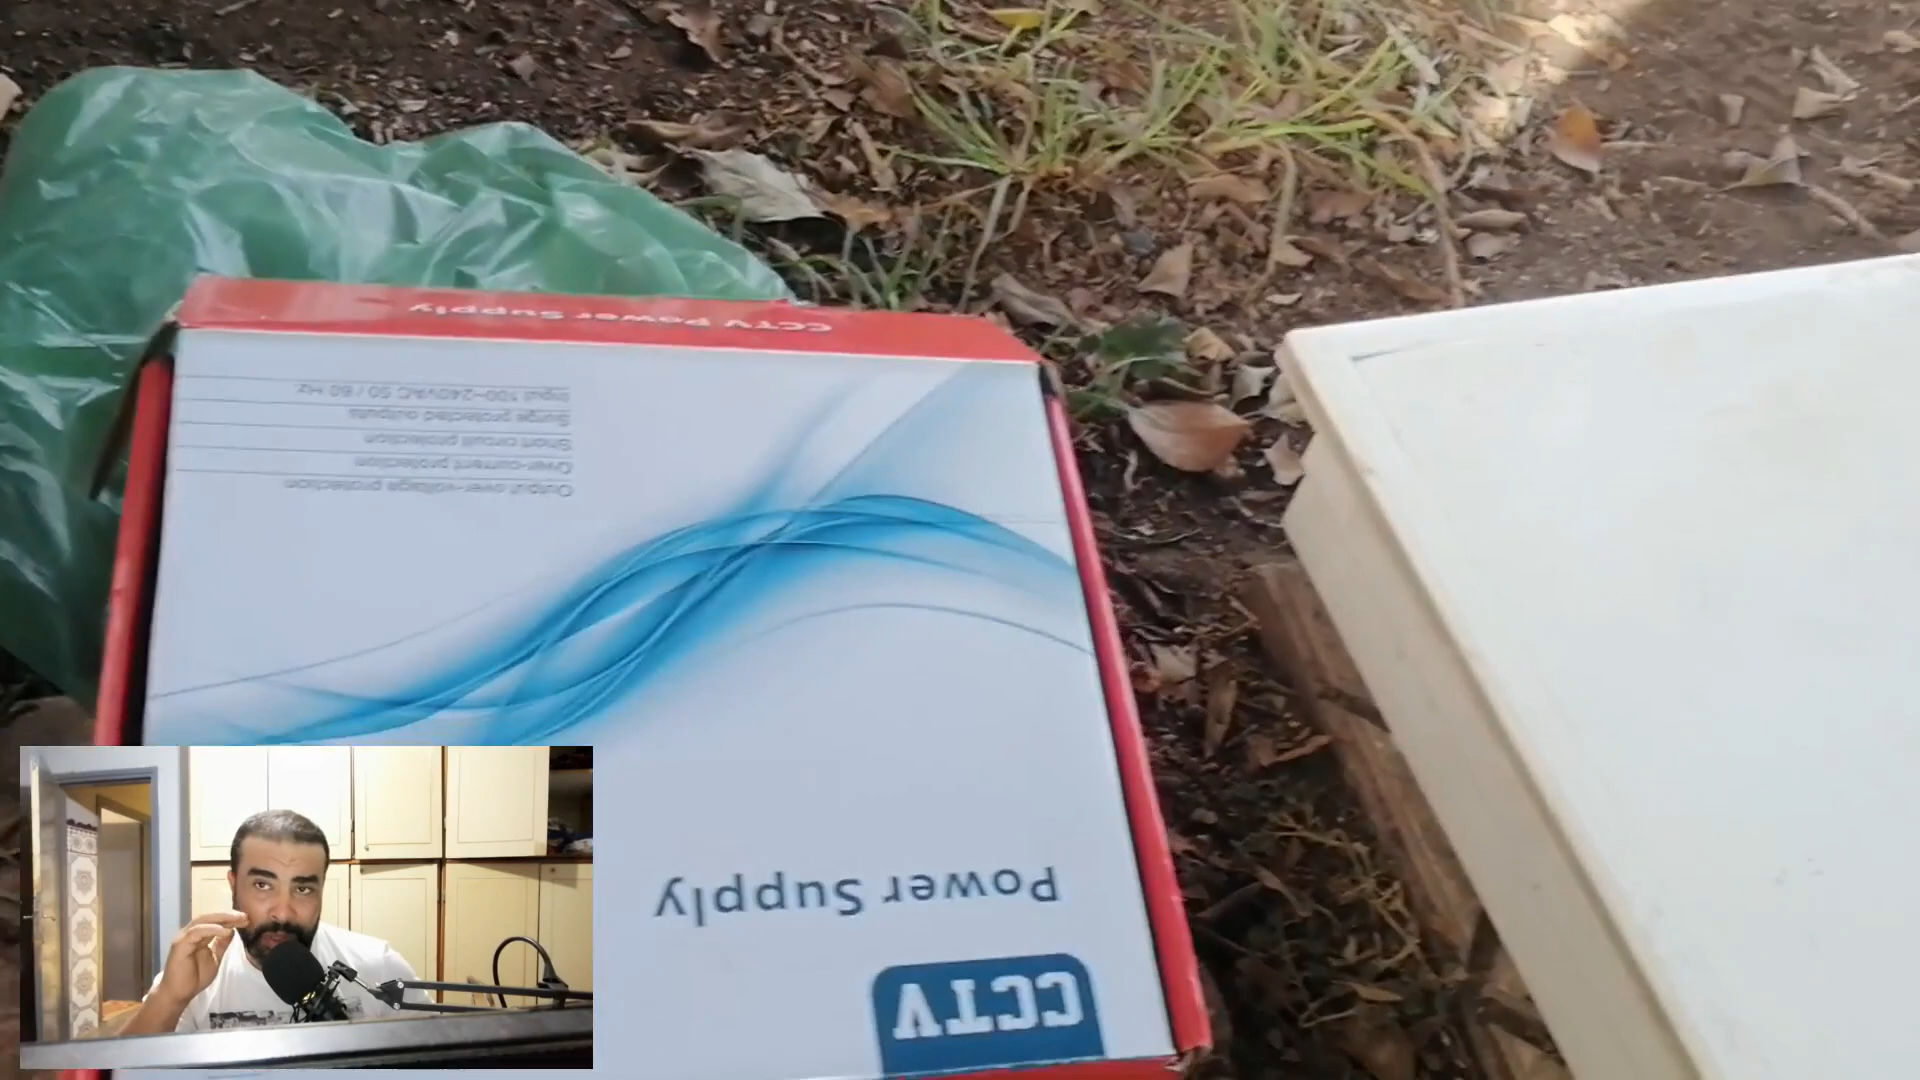 CCTV
Power Supply
Output over-voltage protection
Over-current protection
Short circuit protection
Surge protected outputs
Input 100~240VAC 50 / 60 Hz
CCTV Power Supply